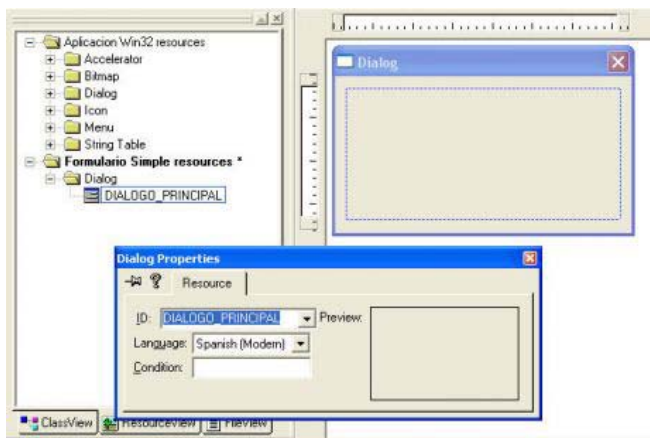 Aplicacion Win32 resources
Accelerator
Bitmap
Dialog
Icon
Menu
String Table
Formulario Simple resources *
Dialog
DIALOGO_PRINCIPAL
Dialog
Dialog Properties
Resource
ID: DIALOGO_PRINCIPAL Preview:
Language: Spanish (Modern)
Condition:
ClassView ResourceView FileView